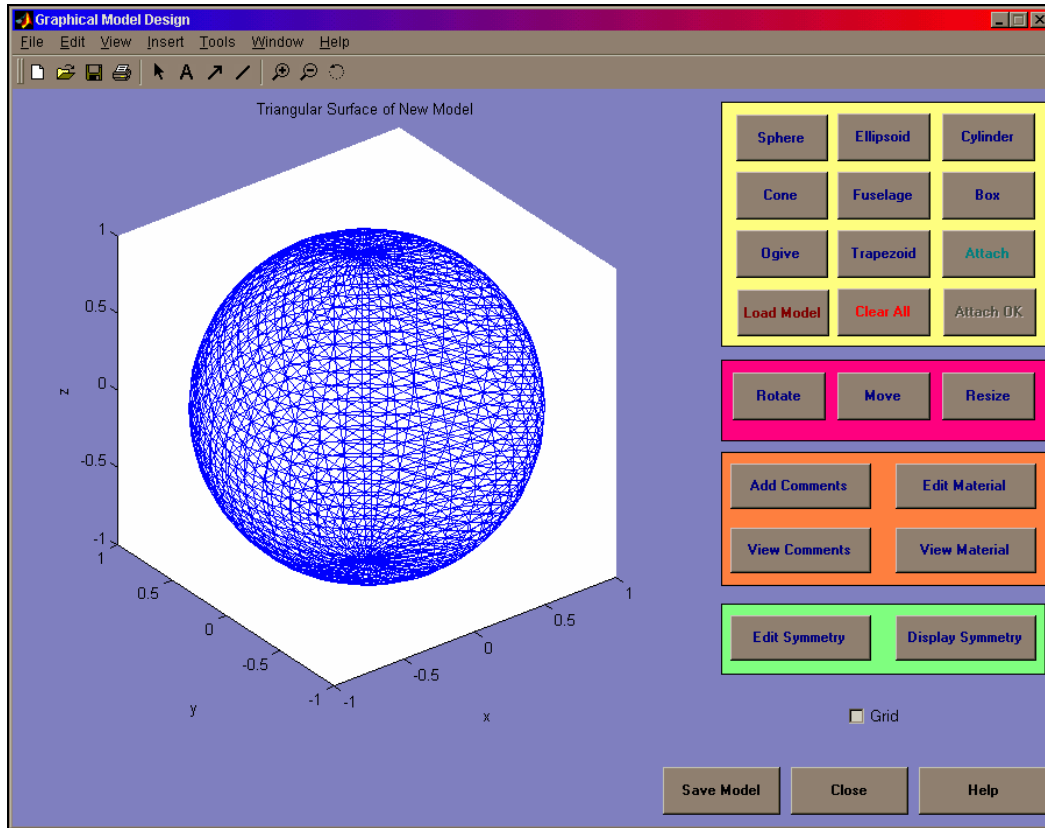 Graphical Model Design
File Edit View Insert Tools Window Help
A
Triangular Surface of New Model
1
0.5
0
-0.5
-1
z
1
0.5
0
-0.5
-1
y
-1
-0.5
0
0.5
1
x
Sphere Ellipsoid Cylinder
Cone Fuselage Box
Ogive Trapezoid Attach
Load Model Clear All Attach OK
Rotate Move Resize
Add Comments Edit Material
View Comments View Material
Edit Symmetry Display Symmetry
Grid
Save Model Close Help